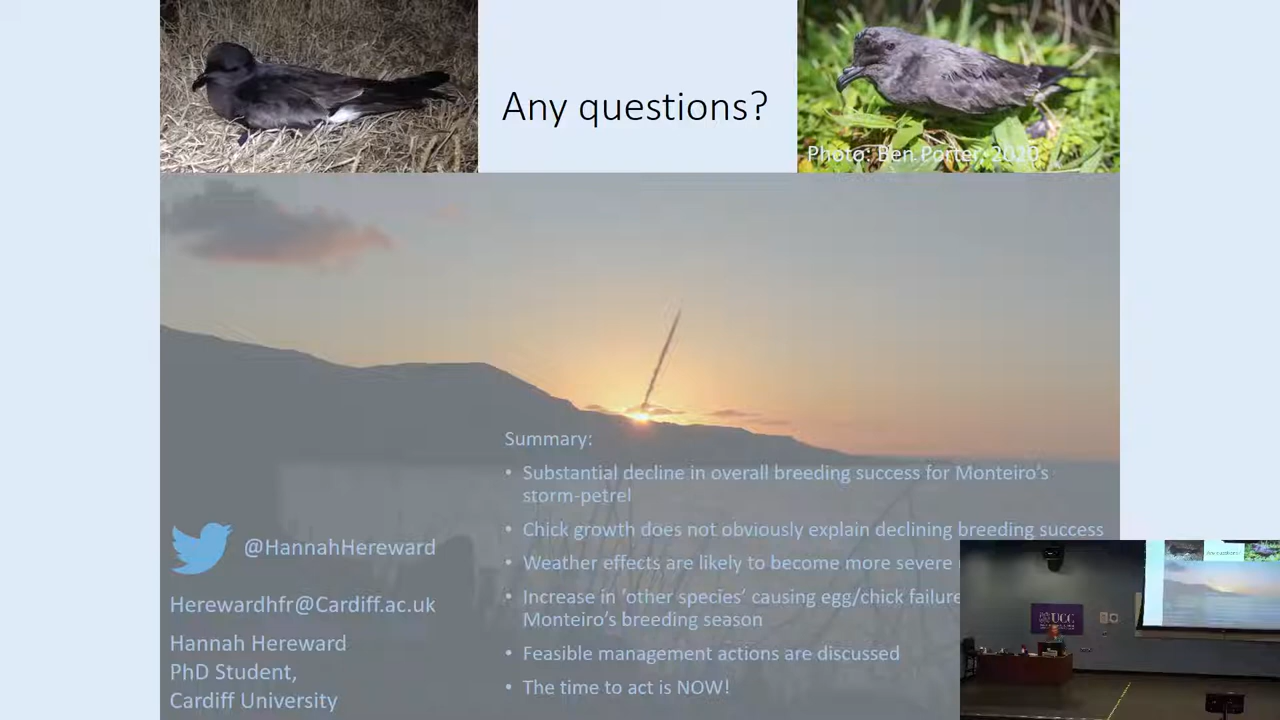 Any questions?
Photo: Ben Porter, 2020
Summary:
• Substantial decline in overall breeding success for Monteiro's
storm-petrel
• Chick growth does not obviously explain declining breeding success
• Weather effects are likely to become more severe
• Increase in 'other species' causing egg/chick failure
Monteiro's breeding season
• Feasible management actions are discussed
• The time to act is NOW!
@HannahHereward
Herewardhfr@Cardiff.ac.uk
Hannah Hereward
PhD Student,
Cardiff University
UCC
Any questions?